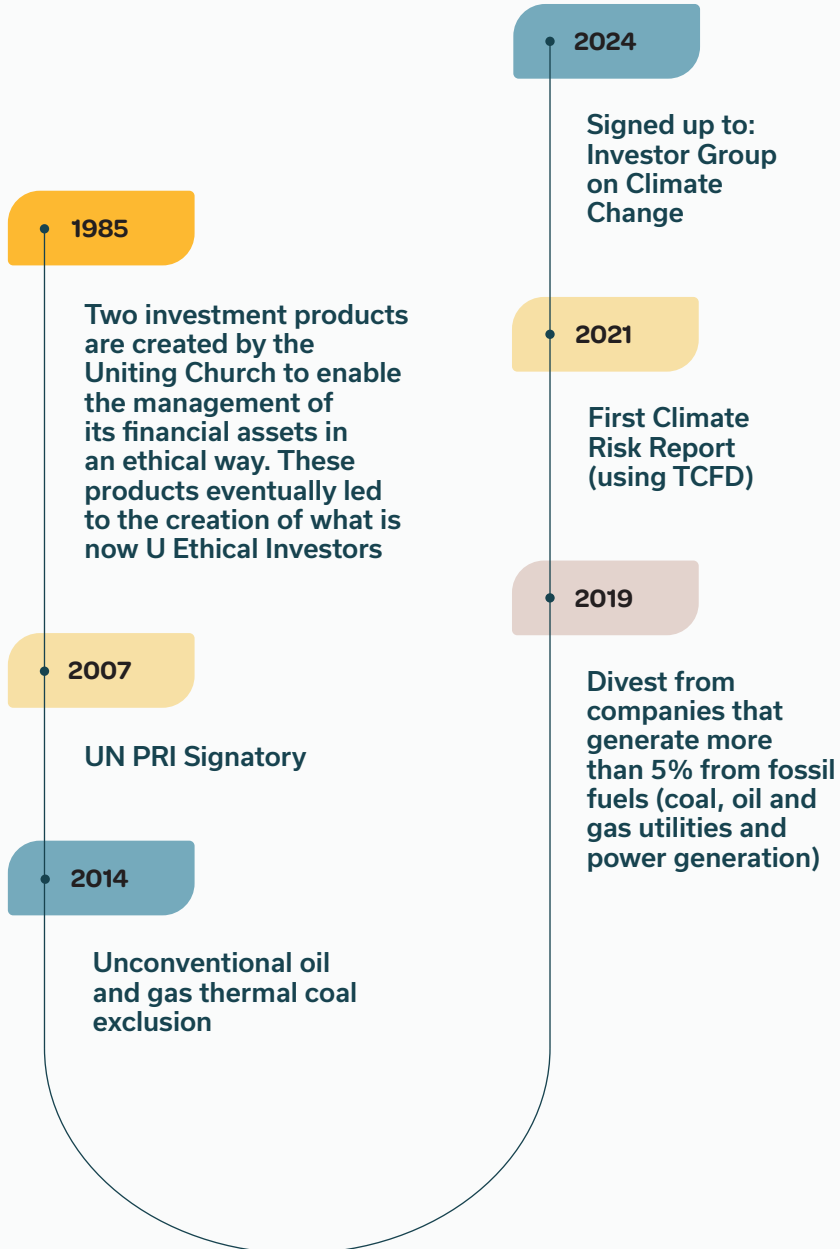 1985
Two investment products
are created by the
Uniting Church to enable
the management of
its financial assets in
an ethical way. These
products eventually led
to the creation of what is
now U Ethical Investors
2007
UN PRI Signatory
2014
Unconventional oil
and gas thermal coal
exclusion
2019
Divest from
companies that
generate more
than 5% from fossil
fuels (coal, oil and
gas utilities and
power generation)
2021
First Climate
Risk Report
(using TCFD)
2024
Signed up to:
Investor Group
on Climate
Change